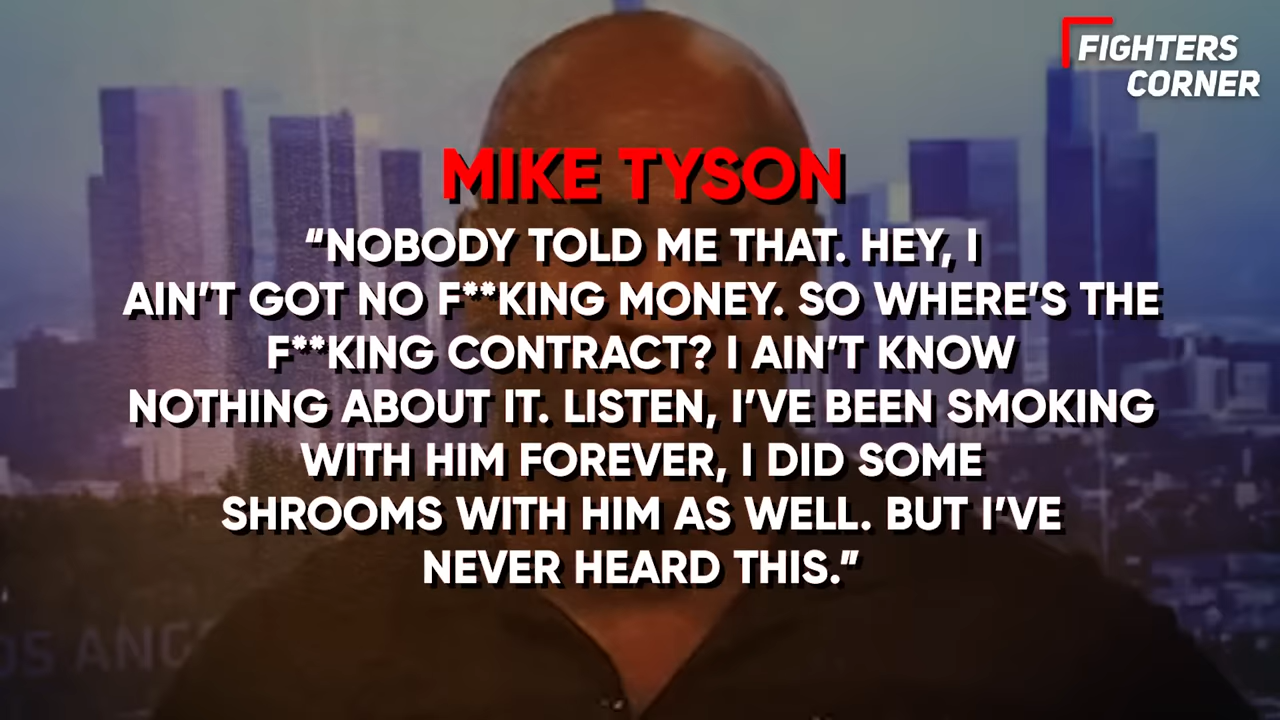 FIGHTERS
CORNER
MIKE TYSON
“NOBODY TOLD ME THAT. HEY, I
AIN’T GOT NO F**KING MONEY. SO WHERE’S THE
F**KING CONTRACT? I AIN’T KNOW
NOTHING ABOUT IT. LISTEN, I’VE BEEN SMOKING
WITH HIM FOREVER, I DID SOME
SHROOMS WITH HIM AS WELL. BUT I’VE
NEVER HEARD THIS.”
OS ANG